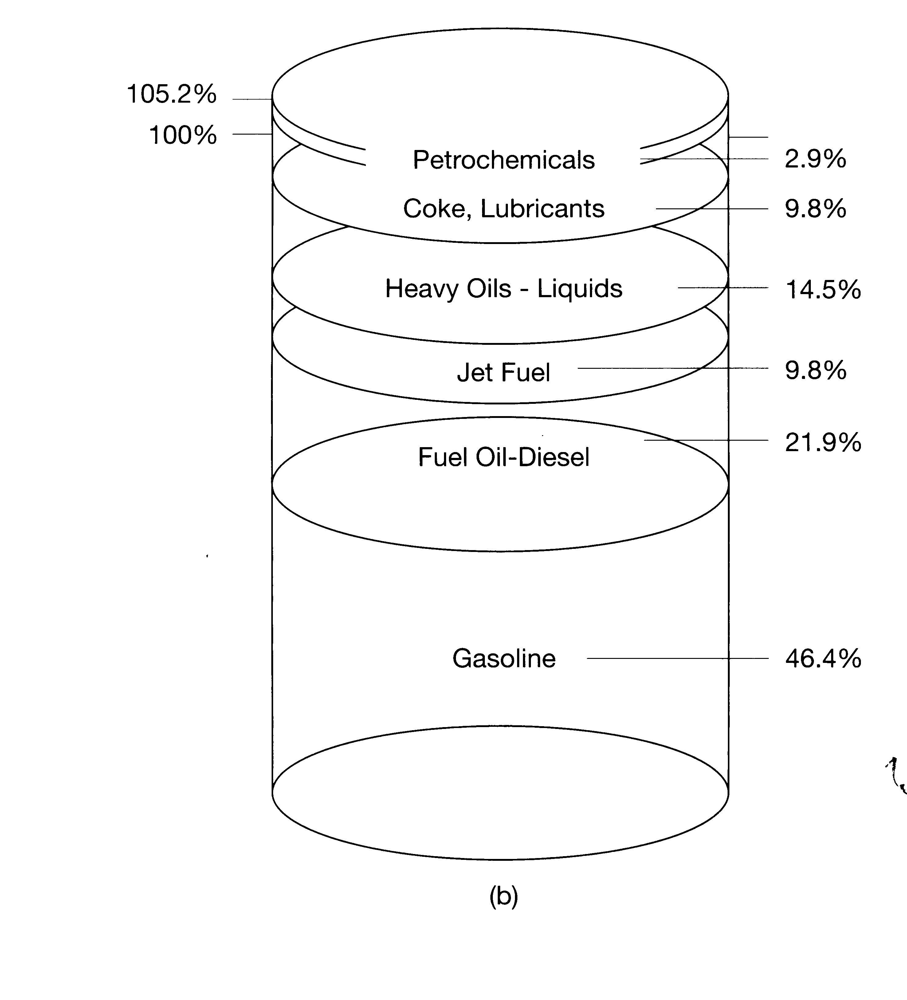 105.2%
100%
Petrochemicals 2.9%
Coke, Lubricants 9.8%
Heavy Oils - Liquids 14.5%
Jet Fuel 9.8%
Fuel Oil-Diesel 21.9%
Gasoline 46.4%
(b)